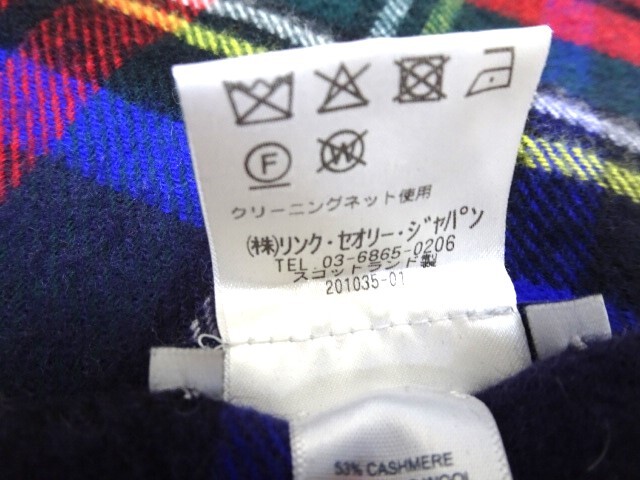 F W
クリーニングネット使用
(株)リンク・セオリー・ジャパン
TEL 03-6865-0206
スコットランド製
201035-01
53% CASHMERE
WOOL